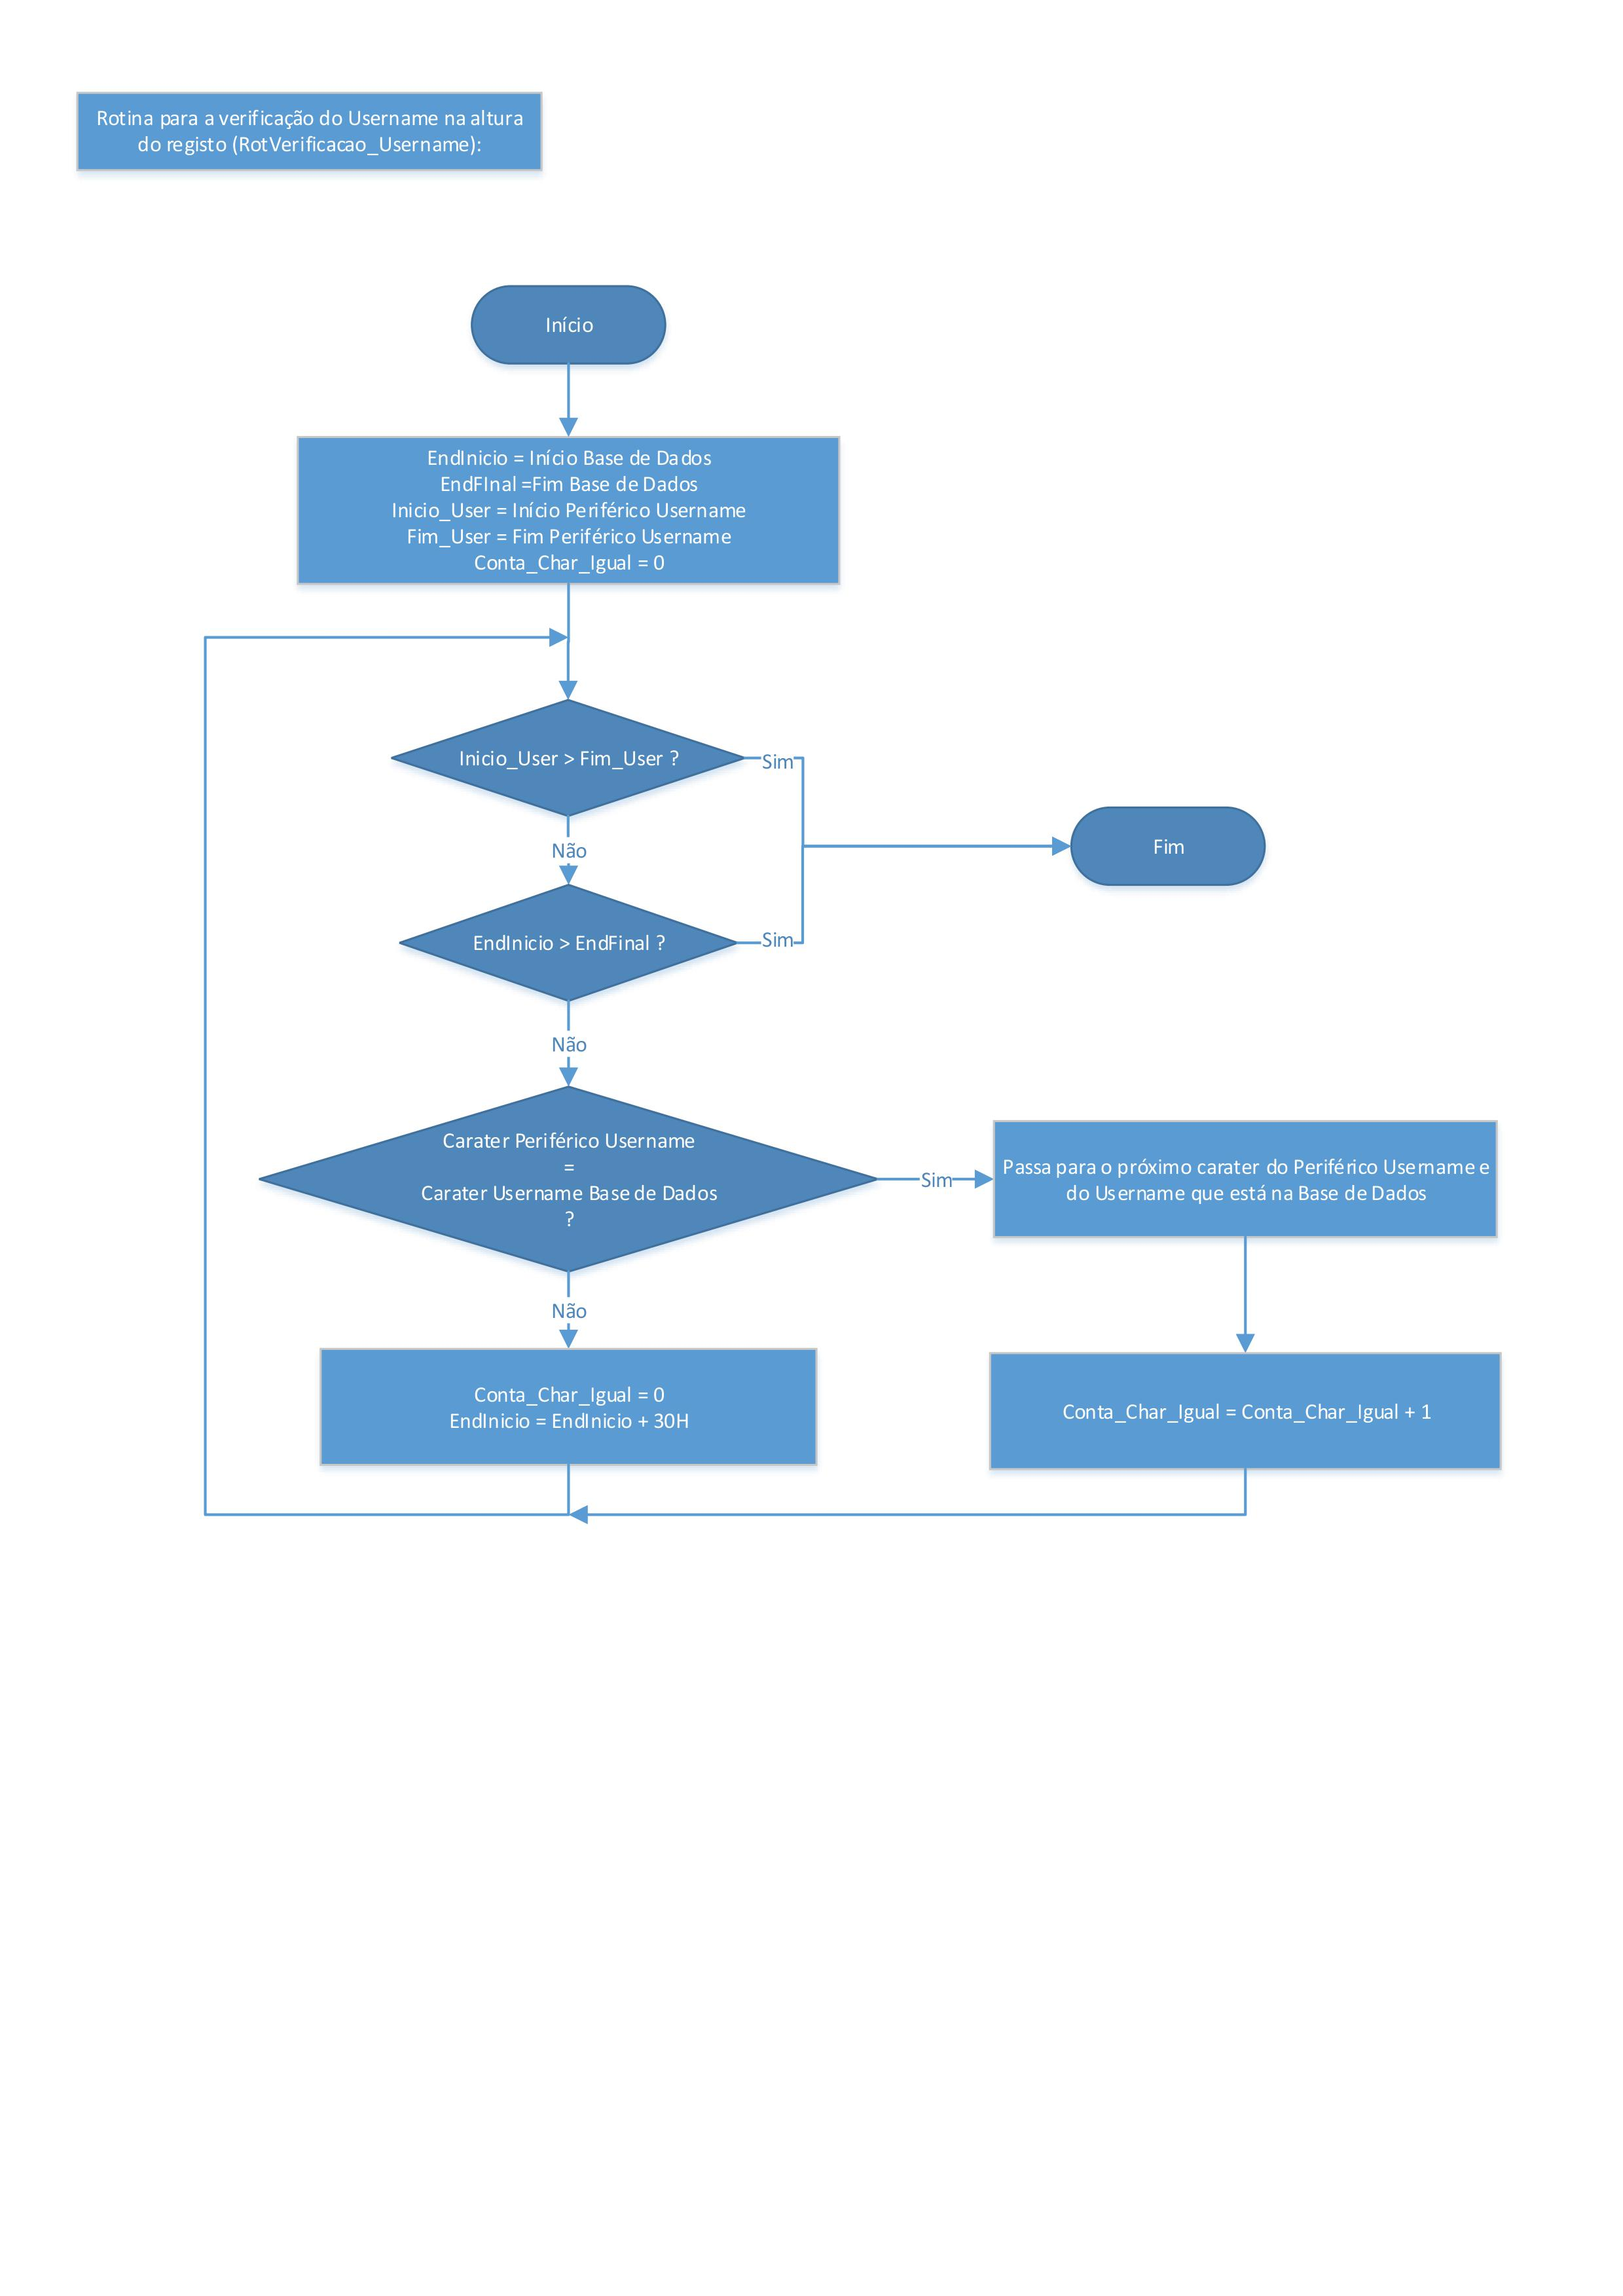 Rotina para a verificação do Username na altura
do registo (RotVerificacao_Username):
Início
EndInicio = Início Base de Dados
EndFInal =Fim Base de Dados
Inicio_User = Início Periférico Username
Fim_User = Fim Periférico Username
Conta_Char_Igual = 0
Inicio_User > Fim_User ?
Sim
Não
Fim
EndInicio > EndFinal ?
Sim
Não
Carater Periférico Username
=
Carater Username Base de Dados
?
Sim
Passa para o próximo carater do Periférico Username e
do Username que está na Base de Dados
Não
Conta_Char_Igual = 0
EndInicio = EndInicio + 30H
Conta_Char_Igual = Conta_Char_Igual + 1